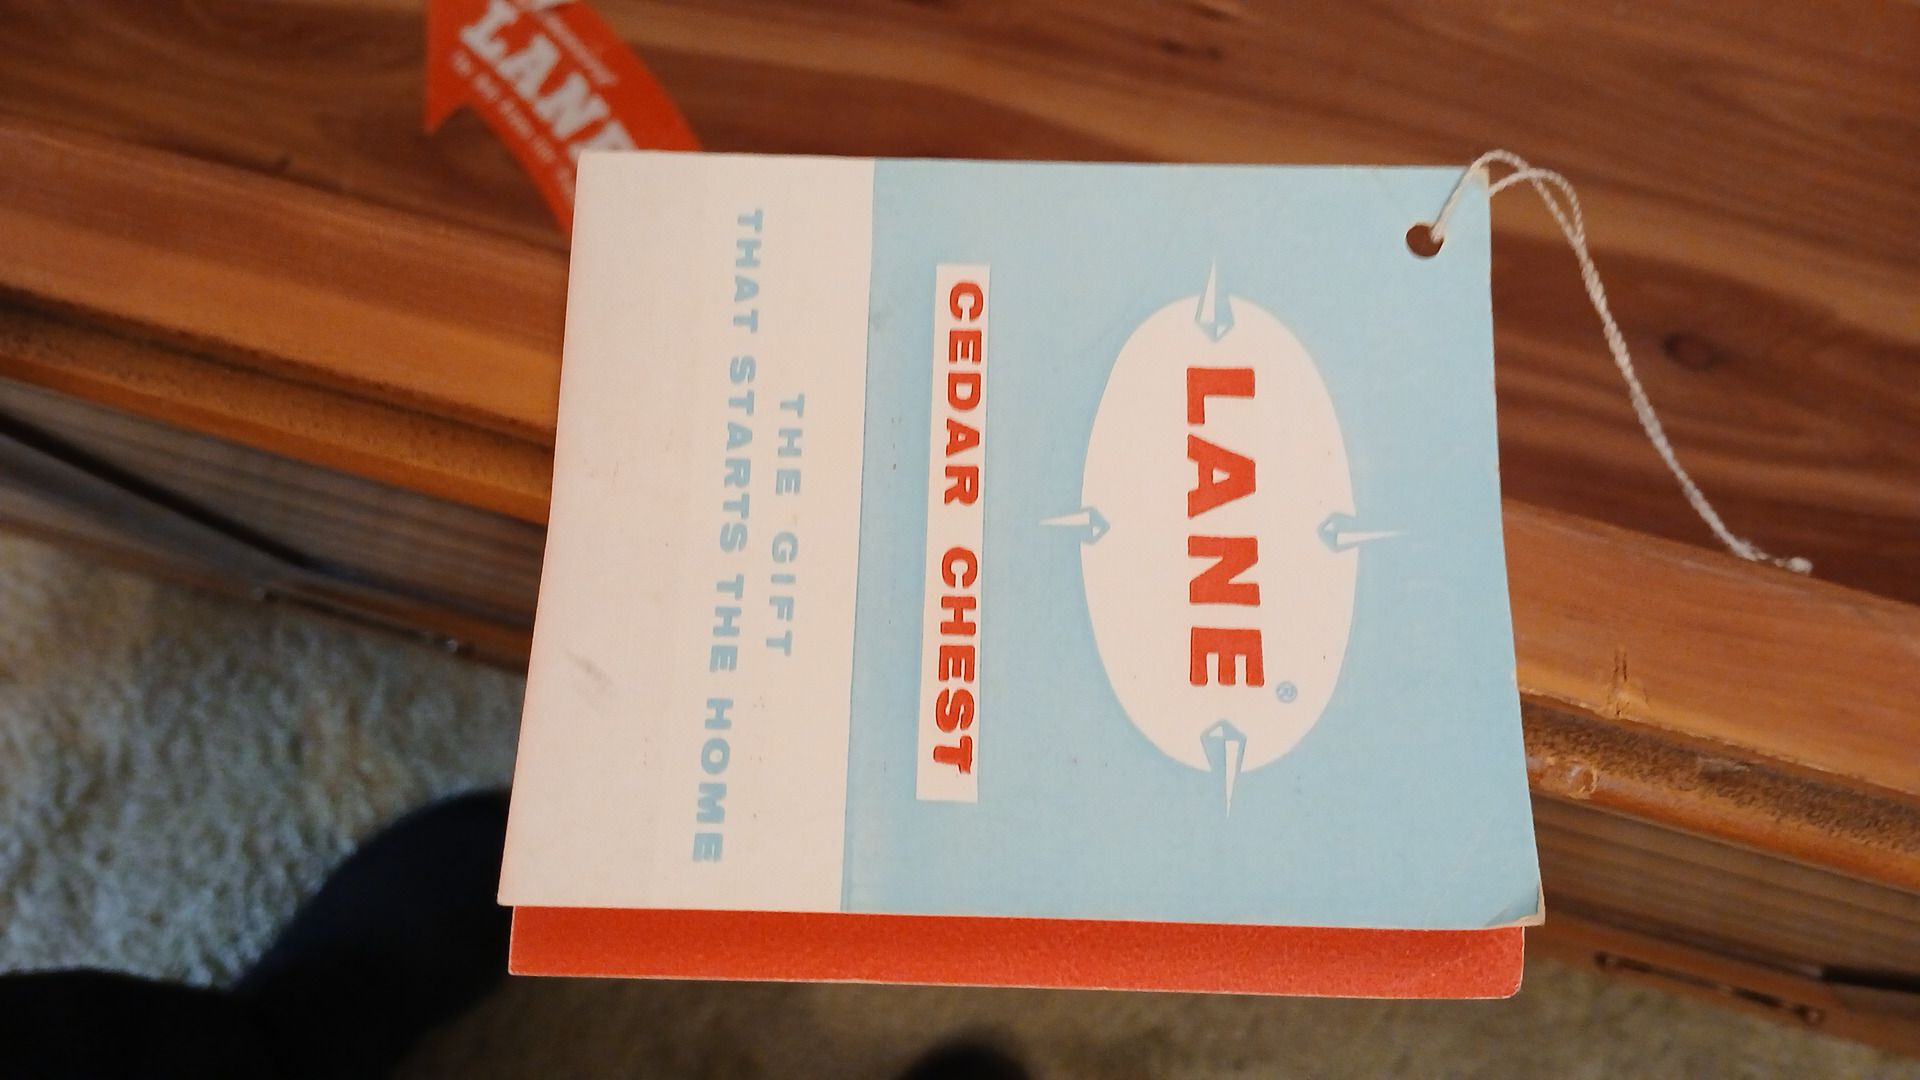 LANE®
CEDAR CHEST
THE GIFT
THAT STARTS THE HOME
LANE